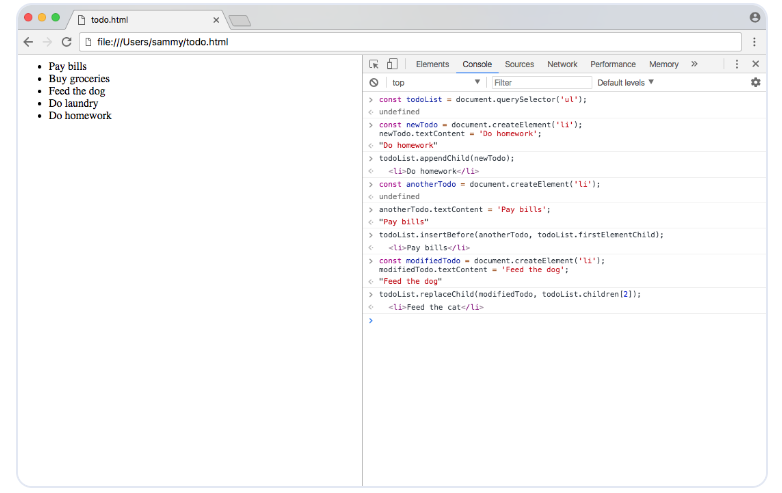 todo.html
file:///Users/sammy/todo.html
Pay bills
Buy groceries
Feed the dog
Do laundry
Do homework
Elements Console Sources Network Performance Memory »
top Filter Default levels
> const todoList = document.querySelector('ul');
undefined
> const newTodo = document.createElement('li');
newTodo.textContent = 'Do homework';
"Do homework"
> todoList.appendChild(newTodo);
<li>Do homework</li>
> const anotherTodo = document.createElement('li');
undefined
> anotherTodo.textContent = 'Pay bills';
"Pay bills"
> todoList.insertBefore(anotherTodo, todoList.firstElementChild);
<li>Pay bills</li>
> const modifiedTodo = document.createElement('li');
modifiedTodo.textContent = 'Feed the dog';
"Feed the dog"
> todoList.replaceChild(modifiedTodo, todoList.children[2]);
<li>Feed the cat</li>
>